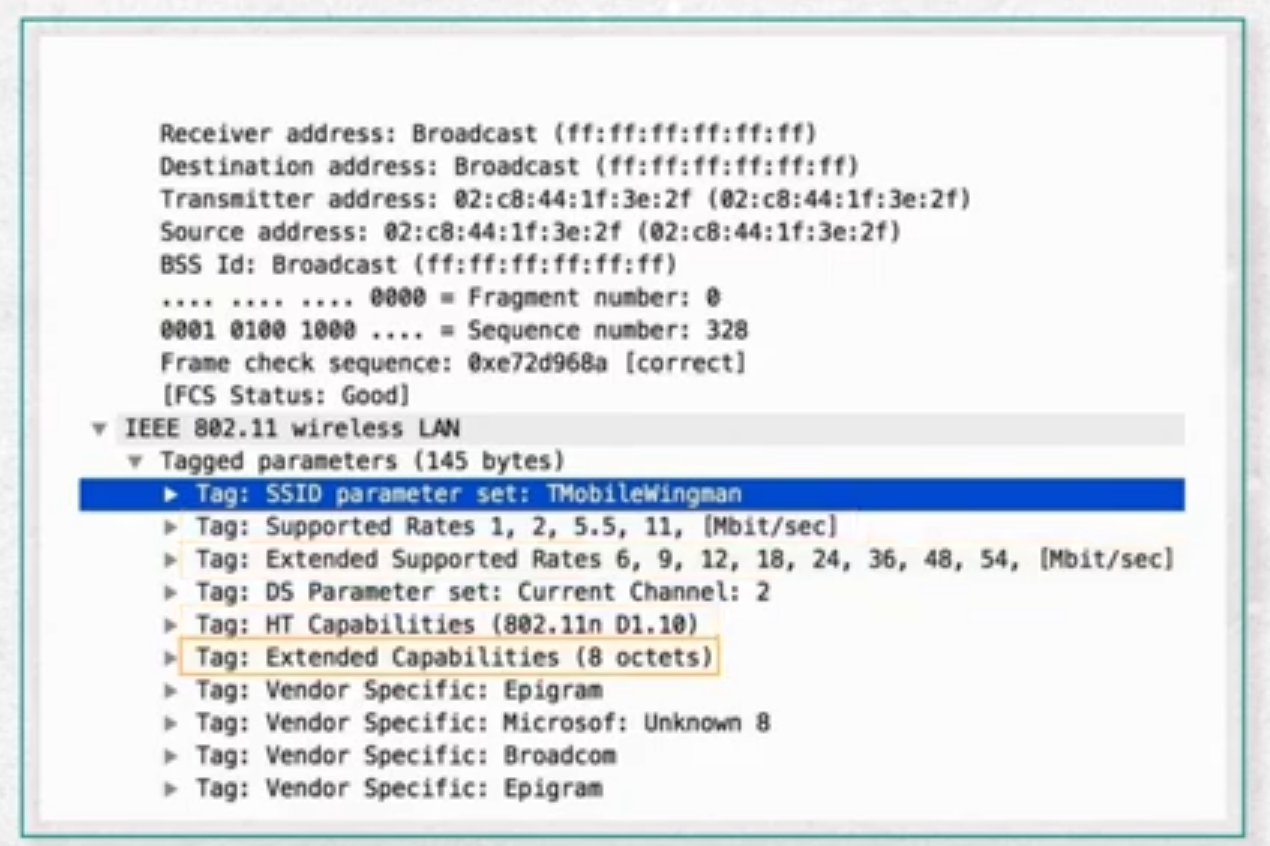 Receiver address: Broadcast (ff:ff:ff:ff:ff:ff)
Destination address: Broadcast (ff:ff:ff:ff:ff:ff)
Transmitter address: 02:c8:44:1f:3e:2f (02:c8:44:1f:3e:2f)
Source address: 02:c8:44:1f:3e:2f (02:c8:44:1f:3e:2f)
BSS Id: Broadcast (ff:ff:ff:ff:ff:ff)
.... .... .... 0000 = Fragment number: 0
0001 0100 1000 .... = Sequence number: 328
Frame check sequence: 0xe72d968a [correct]
[FCS Status: Good]
IEEE 802.11 wireless LAN
Tagged parameters (145 bytes)
Tag: SSID parameter set: TMobileWingman
Tag: Supported Rates 1, 2, 5.5, 11, [Mbit/sec]
Tag: Extended Supported Rates 6, 9, 12, 18, 24, 36, 48, 54, [Mbit/sec]
Tag: DS Parameter set: Current Channel: 2
Tag: HT Capabilities (802.11n D1.10)
Tag: Extended Capabilities (8 octets)
Tag: Vendor Specific: Epigram
Tag: Vendor Specific: Microsof: Unknown 8
Tag: Vendor Specific: Broadcom
Tag: Vendor Specific: Epigram